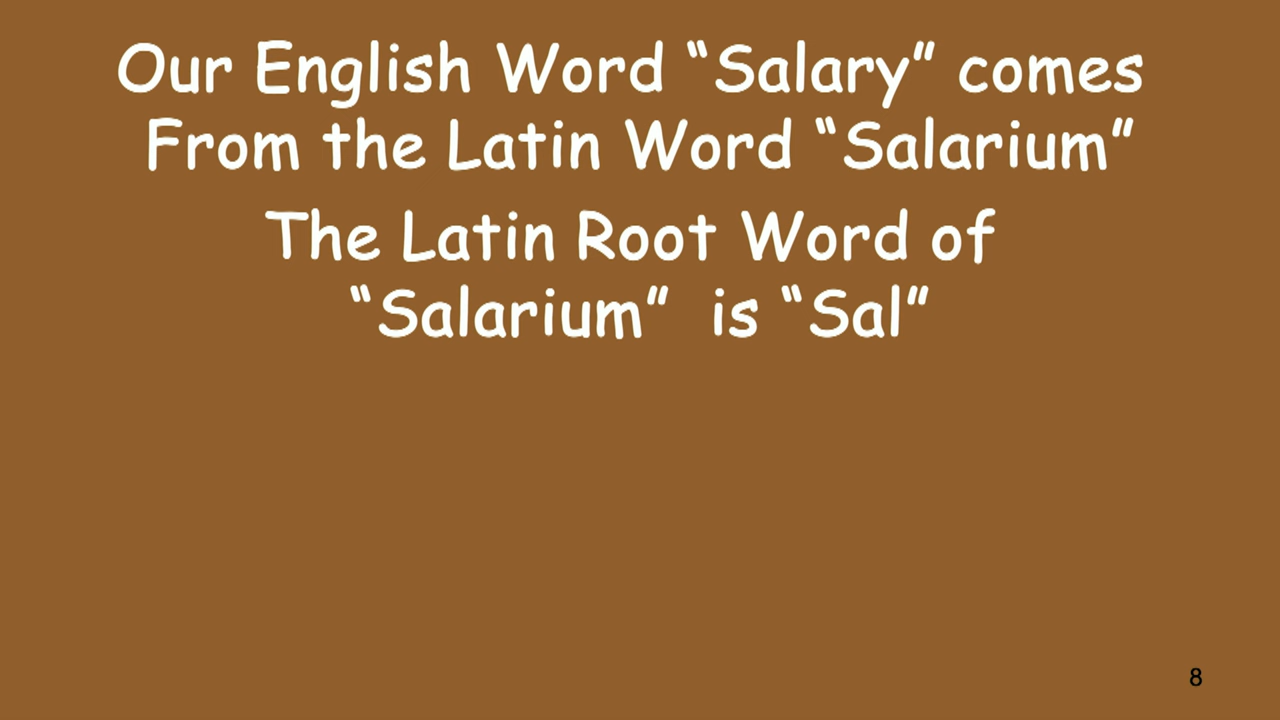 Our English Word “Salary” comes
From the Latin Word “Salarium”
The Latin Root Word of
“Salarium” is “Sal”
8